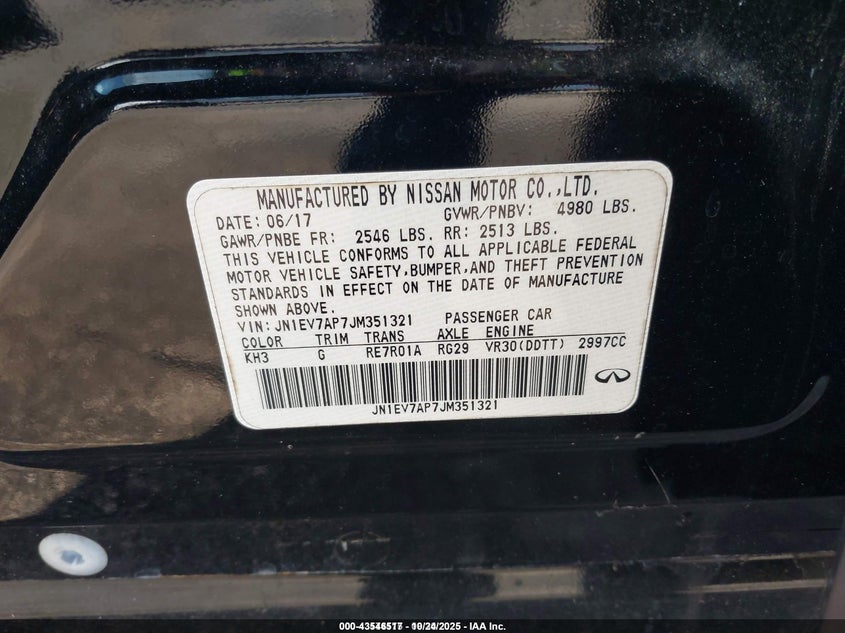 MANUFACTURED BY NISSAN MOTOR CO.,LTD.
DATE: 06/17 GVWR/PNBV: 4980 LBS.
GAWR/PNBE FR: 2546 LBS. RR: 2513 LBS.
THIS VEHICLE CONFORMS TO ALL APPLICABLE FEDERAL
MOTOR VEHICLE SAFETY,BUMPER,AND THEFT PREVENTION
STANDARDS IN EFFECT ON THE DATE OF MANUFACTURE
SHOWN ABOVE.
VIN: JN1EV7AP7JM351321 PASSENGER CAR
COLOR TRIM TRANS AXLE ENGINE
KH3 G RE7R01A RG29 VR30(DDTT) 2997CC
JN1EV7AP7JM351321
- IAA Inc.